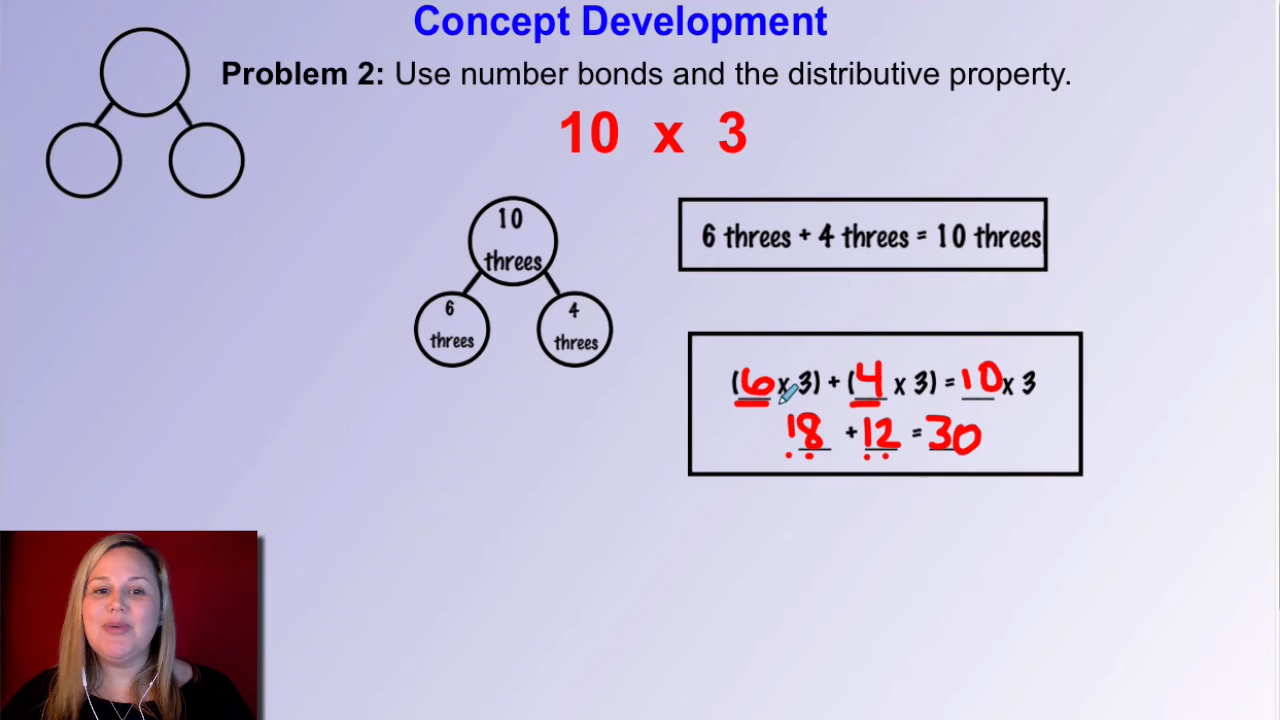 Concept Development
Problem 2: Use number bonds and the distributive property.
10 x 3
10
threes
6
threes
4
threes
6 threes + 4 threes = 10 threes
(6 x 3) + (4 x 3) = 10 x 3
18 + 12 = 30